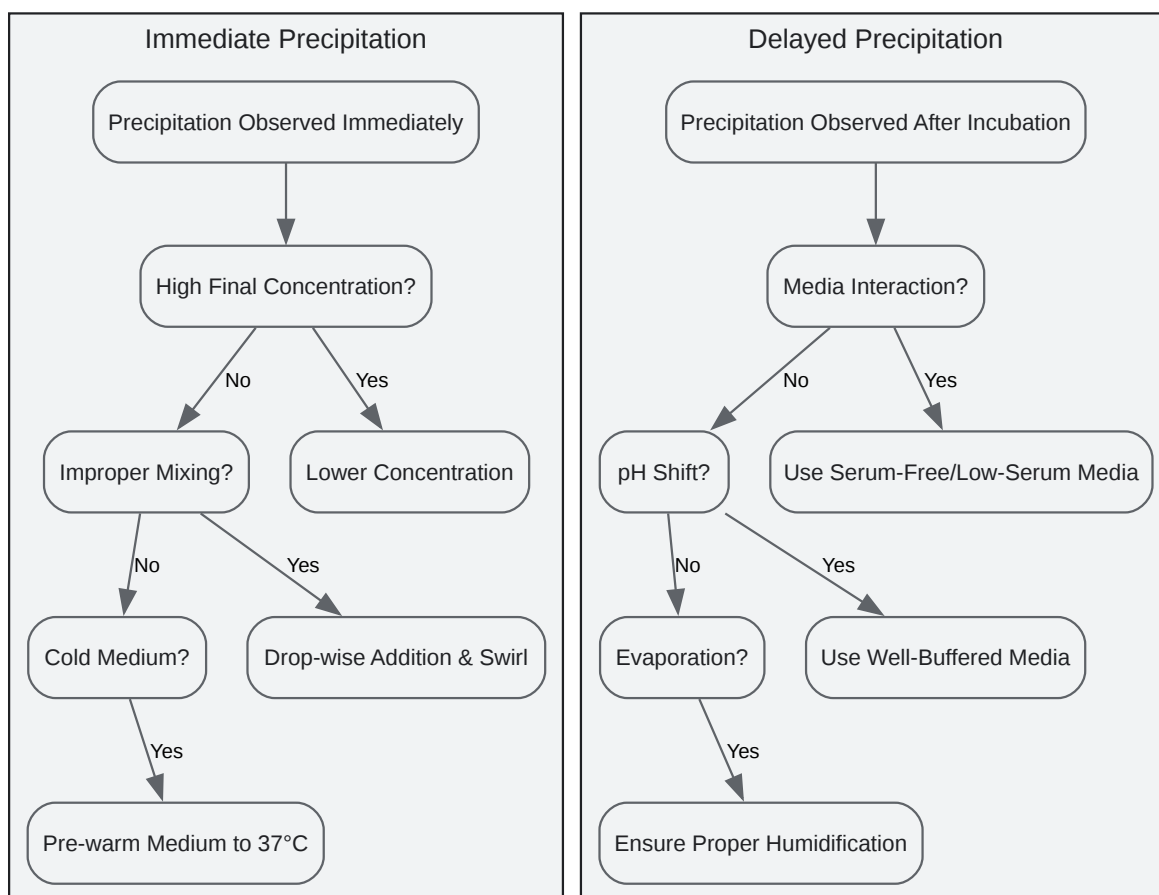 Immediate Precipitation
Precipitation Observed Immediately
High Final Concentration?
No
Yes
Improper Mixing?
Lower Concentration
No
Yes
Cold Medium?
Drop-wise Addition & Swirl
Yes
Pre-warm Medium to 37°C
Delayed Precipitation
Precipitation Observed After Incubation
Media Interaction?
No
Yes
pH Shift?
Use Serum-Free/Low-Serum Media
No
Yes
Evaporation?
Use Well-Buffered Media
Yes
Ensure Proper Humidification